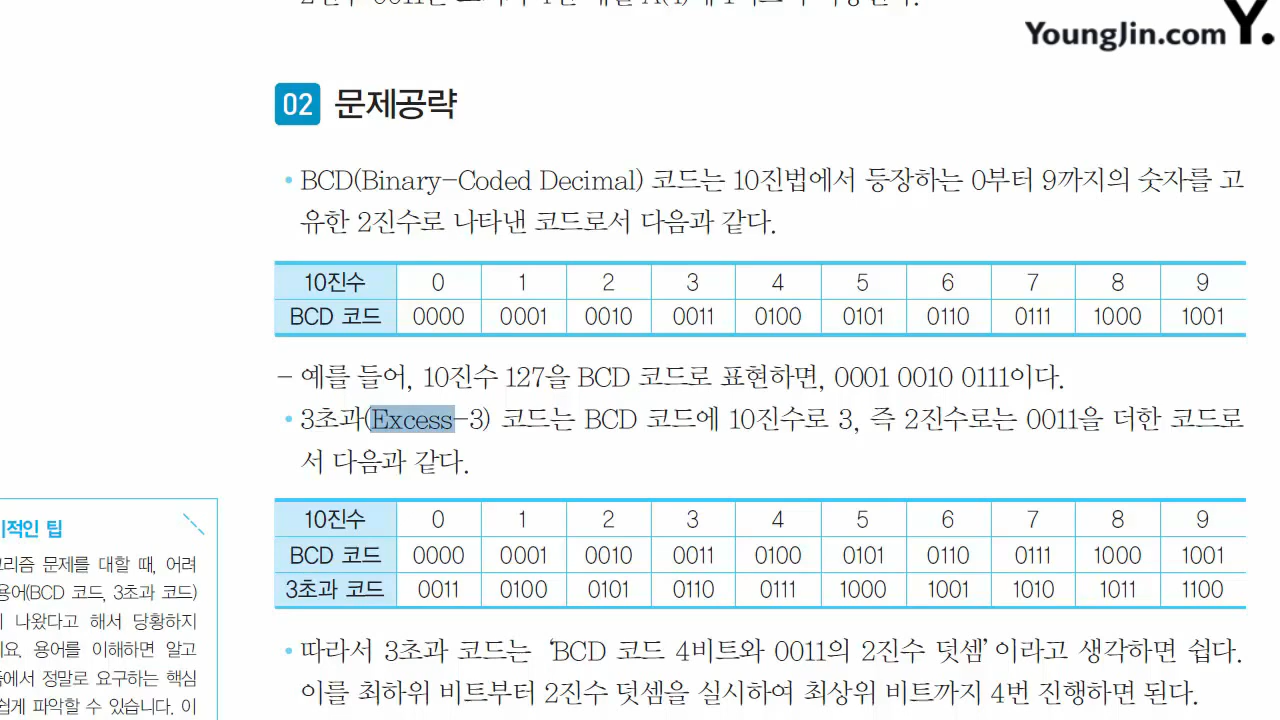 YoungJin.com Y.
02 문제공략
• BCD(Binary-Coded Decimal) 코드는 10진법에서 등장하는 0부터 9까지의 숫자를 고
유한 2진수로 나타낸 코드로서 다음과 같다.
10진수 0 1 2 3 4 5 6 7 8 9
BCD 코드 0000 0001 0010 0011 0100 0101 0110 0111 1000 1001
- 예를 들어, 10진수 127을 BCD 코드로 표현하면, 0001 0010 0111이다.
• 3초과(Excess-3) 코드는 BCD 코드에 10진수로 3, 즉 2진수로는 0011을 더한 코드로
서 다음과 같다.
10진수 0 1 2 3 4 5 6 7 8 9
BCD 코드 0000 0001 0010 0011 0100 0101 0110 0111 1000 1001
3초과 코드 0011 0100 0101 0110 0111 1000 1001 1010 1011 1100
• 따라서 3초과 코드는 ‘BCD 코드 4비트와 0011의 2진수 덧셈’이라고 생각하면 쉽다.
이를 최하위 비트부터 2진수 덧셈을 실시하여 최상위 비트까지 4번 진행하면 된다.
팁
문제를 대할 때, 어려
용어(BCD 코드, 3초과 코드)
나왔다고 해서 당황하지
용어를 이해하면 알고
정말로 요구하는 핵심
파악할 수 있습니다. 이